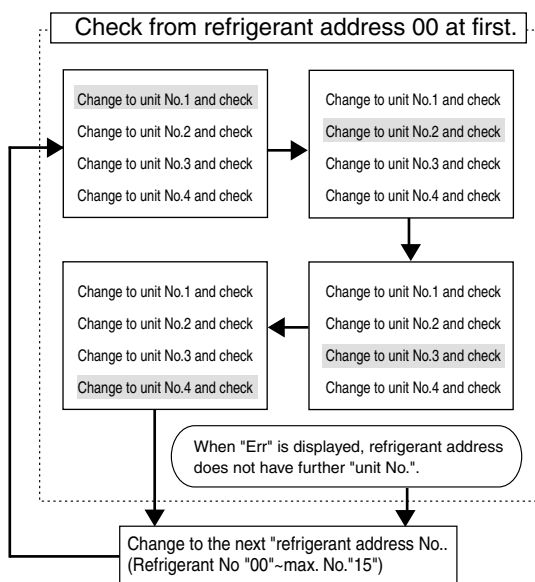 Check from refrigerant address 00 at first.
Change to unit No.1 and check
Change to unit No.2 and check
Change to unit No.3 and check
Change to unit No.4 and check
Change to unit No.1 and check
Change to unit No.2 and check
Change to unit No.3 and check
Change to unit No.4 and check
Change to unit No.1 and check
Change to unit No.2 and check
Change to unit No.3 and check
Change to unit No.4 and check
Change to unit No.1 and check
Change to unit No.2 and check
Change to unit No.3 and check
Change to unit No.4 and check
When "Err" is displayed, refrigerant address
does not have further "unit No.".
Change to the next "refrigerant address No..
(Refrigerant No "00"~max. No."15")